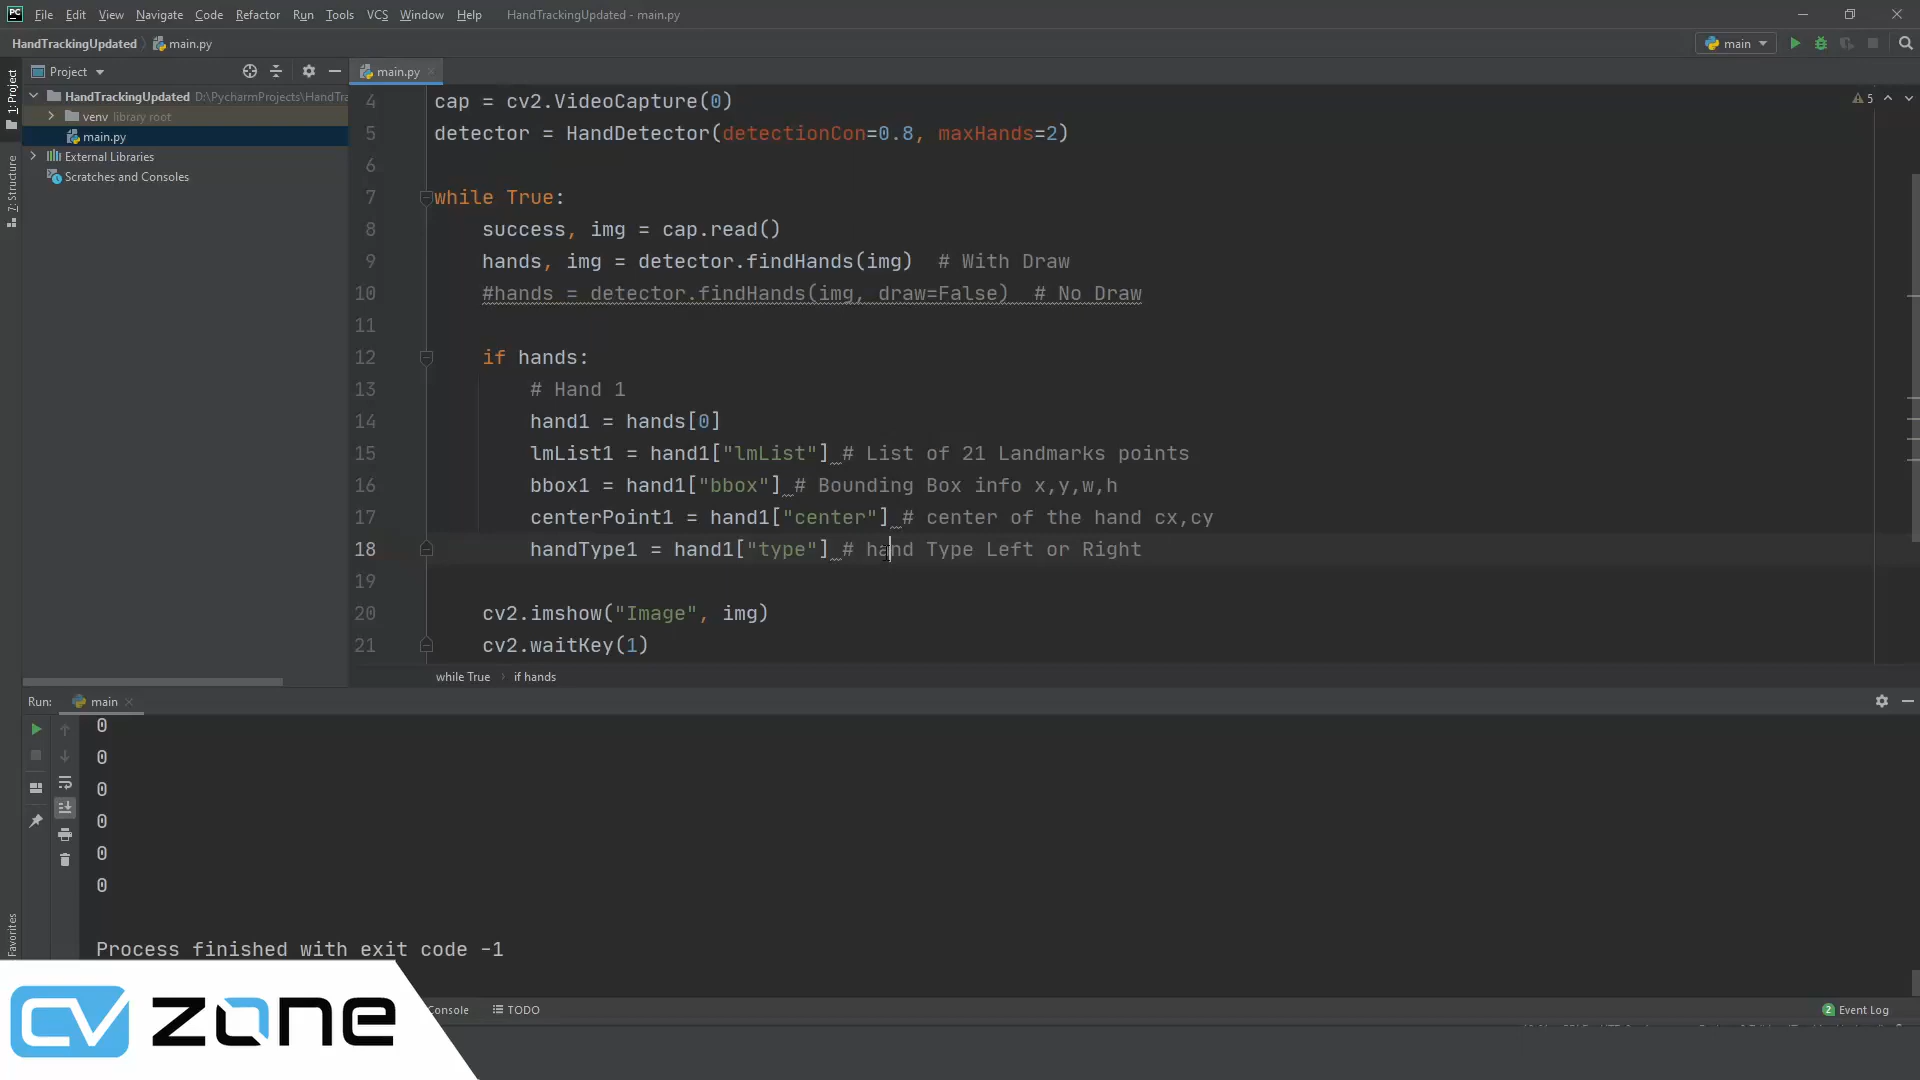 PC File Edit View Navigate Code Refactor Run Tools VCS Window Help HandTrackingUpdated - main.py
HandTrackingUpdated main.py main
Project main.py
HandTrackingUpdated D:\PycharmProjects\HandTra
venv library root
main.py
External Libraries
Scratches and Consoles
1: Project
7: Structure
Favorites
5
4 cap = cv2.VideoCapture(0)
5 detector = HandDetector(detectionCon=0.8, maxHands=2)
6
7 while True:
8 success, img = cap.read()
9 hands, img = detector.findHands(img)  # With Draw
10 #hands = detector.findHands(img, draw=False)  # No Draw
11
12 if hands:
13 # Hand 1
14 hand1 = hands[0]
15 lmList1 = hand1["lmList"] # List of 21 Landmarks points
16 bbox1 = hand1["bbox"] # Bounding Box info x,y,w,h
17 centerPoint1 = hand1["center"] # center of the hand cx,cy
18 handType1 = hand1["type"] # hand Type Left or Right
19
20 cv2.imshow("Image", img)
21 cv2.waitKey(1)
while True if hands
Run: main
0
0
0
0
0
0
Process finished with exit code -1
Console TODO 2 Event Log
CV ZONE